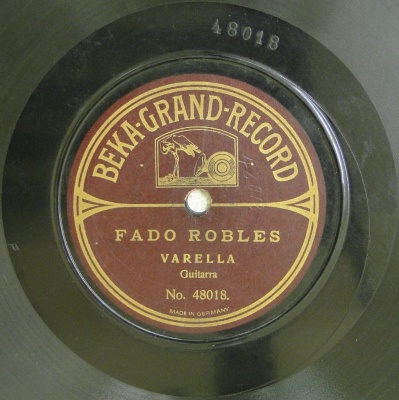 48018
BEKA-GRAND-RECORD
FADO ROBLES
VARELLA
Guitarra
No. 48018.
MADE IN GERMANY